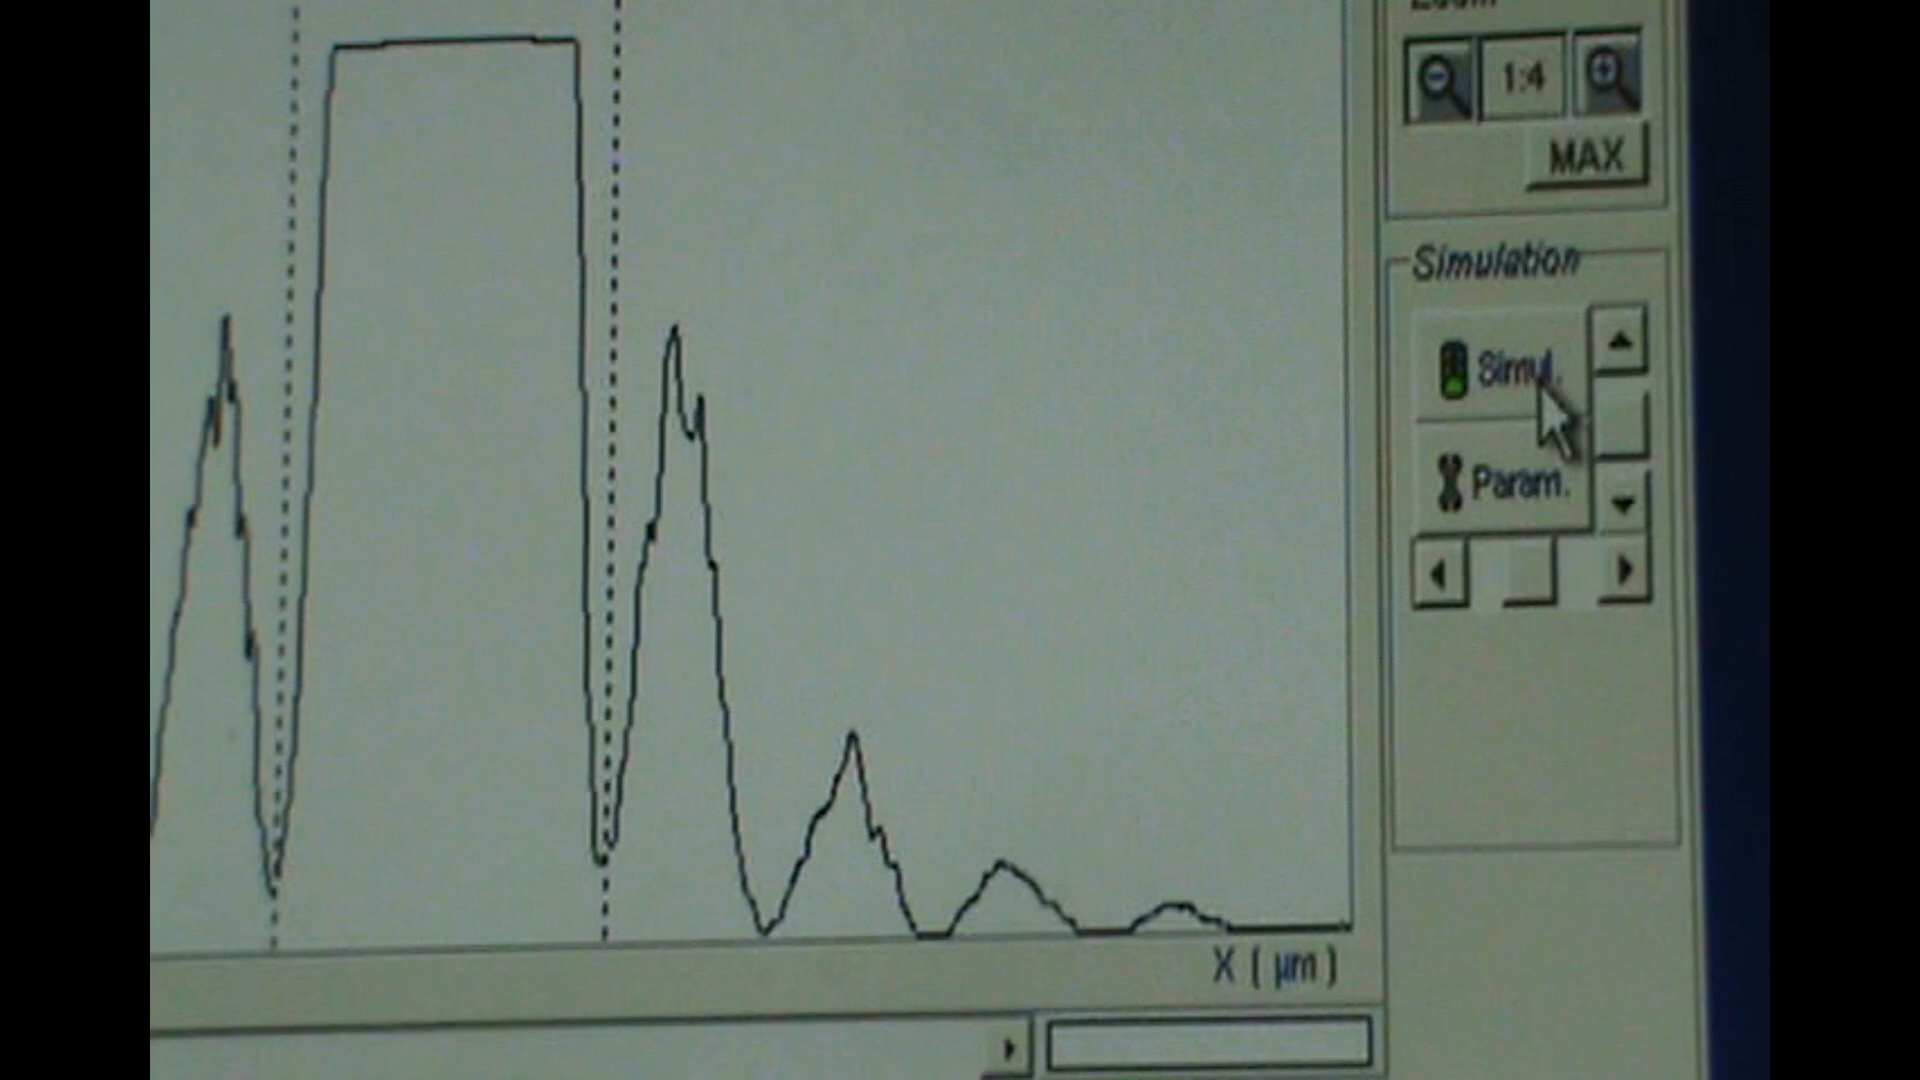 Zoom
1:4
MAX
Simulation
Simul.
Param.
X ( µm )